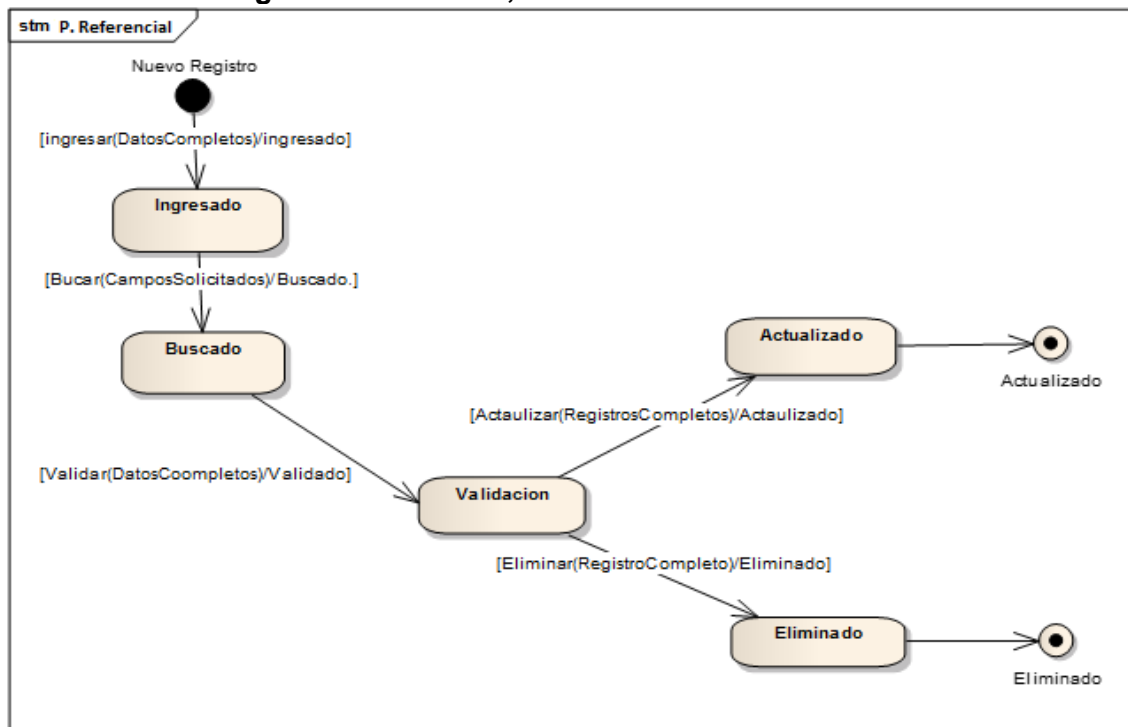 stm P. Referencial
Nuevo Registro
[ingresar(DatosCompletos)/ingresado]
Ingresado
[Bucar(CamposSolicitados)/Buscado.]
Buscado
Actualizado
Actualizado
[Actaulizar(RegistrosCompletos)/Actaulizado]
[Validar(DatosCoompletos)/Validado]
Validacion
[Eliminar(RegistroCompleto)/Eliminado]
Eliminado
Eliminado